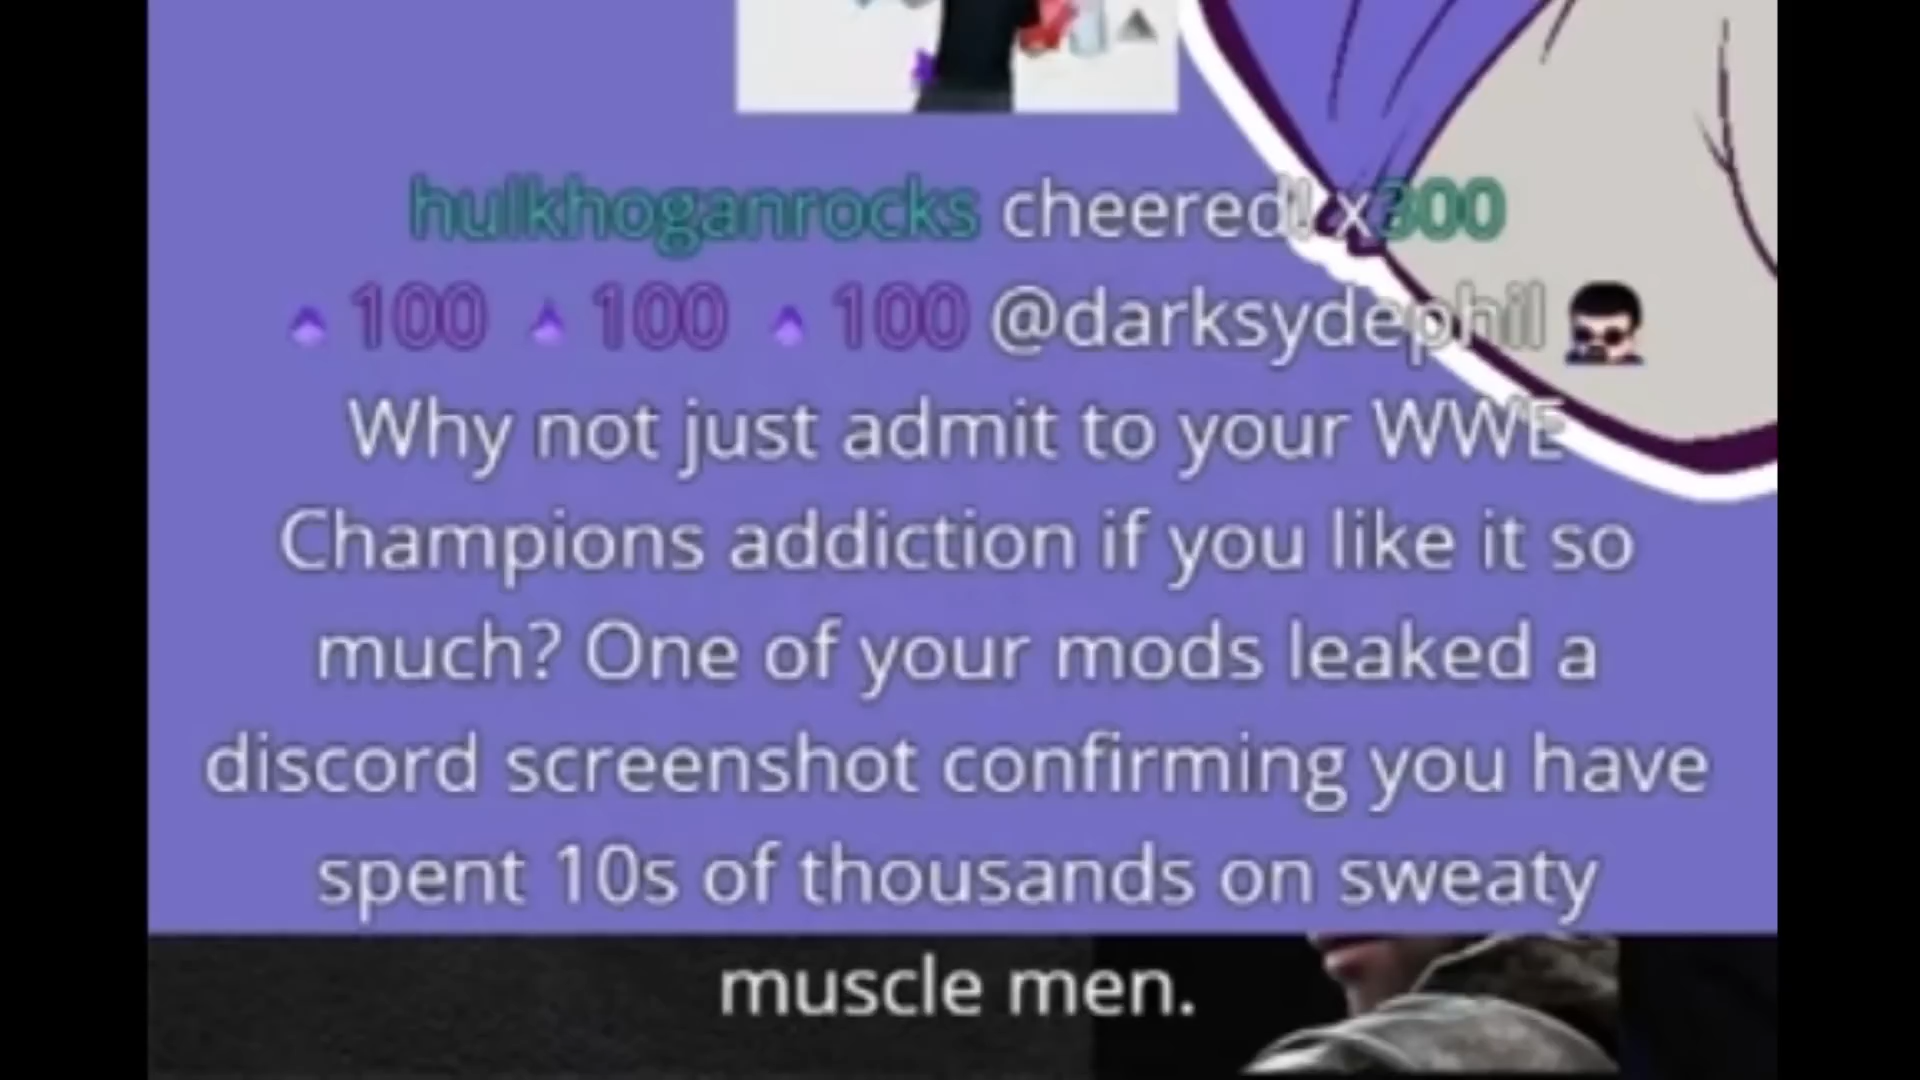 hulkhoganrocks cheered! x300
100 100 100 @darksydephil
Why not just admit to your WWE
Champions addiction if you like it so
much? One of your mods leaked a
discord screenshot confirming you have
spent 10s of thousands on sweaty
muscle men.